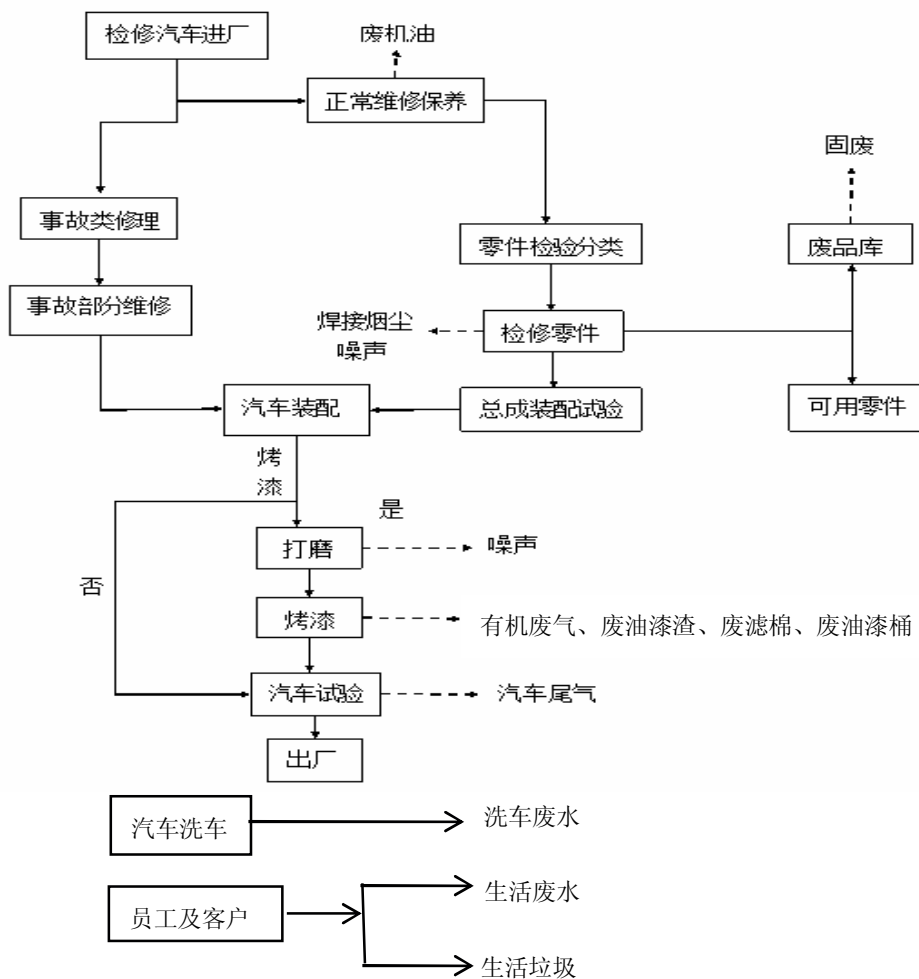 检修汽车进厂
废机油
正常维修保养
固废
事故类修理
零件检验分类
废品库
事故部分维修
焊接烟尘
噪声
检修零件
汽车装配
总成装配试验
可用零件
烤
漆
是
打磨
噪声
否
烤漆
有机废气、废油漆渣、废滤棉、废油漆桶
汽车试验
汽车尾气
出厂
汽车洗车
洗车废水
生活废水
员工及客户
生活垃圾